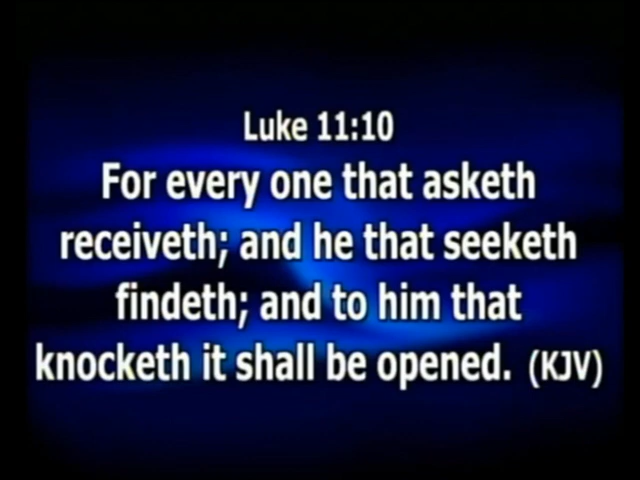 Luke 11:10
For every one that asketh
receiveth; and he that seeketh
findeth; and to him that
knocketh it shall be opened. (KJV)